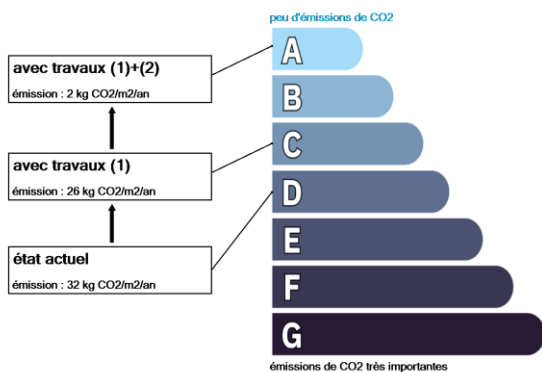 peu d'émissions de CO2
avec travaux (1)+(2)
émission : 2 kg CO2/m2/an
avec travaux (1)
émission : 26 kg CO2/m2/an
état actuel
émission : 32 kg CO2/m2/an
A
B
C
D
E
F
G
émissions de CO2 très importantes